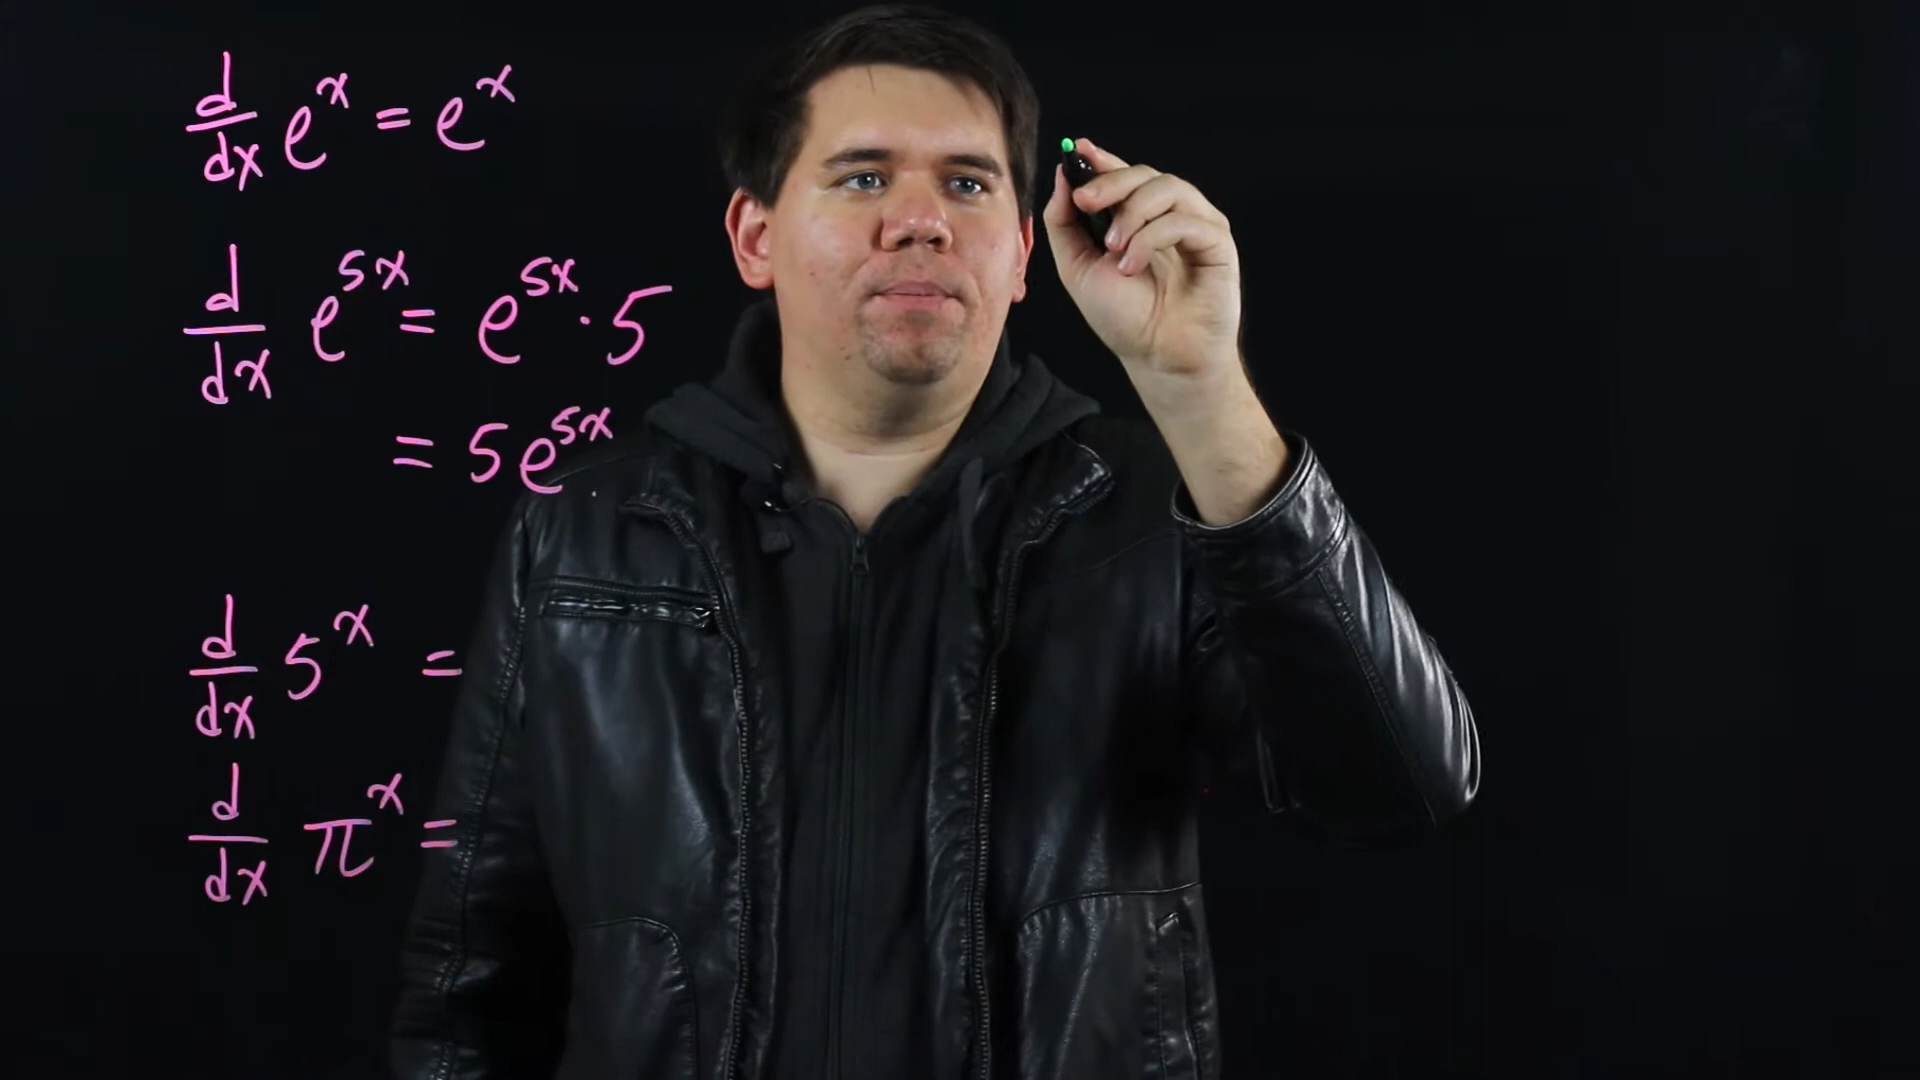 d/dx e^x = e^x
d/dx e^5x = e^5x · 5
= 5e^5x
d/dx 5^x =
d/dx π^x =